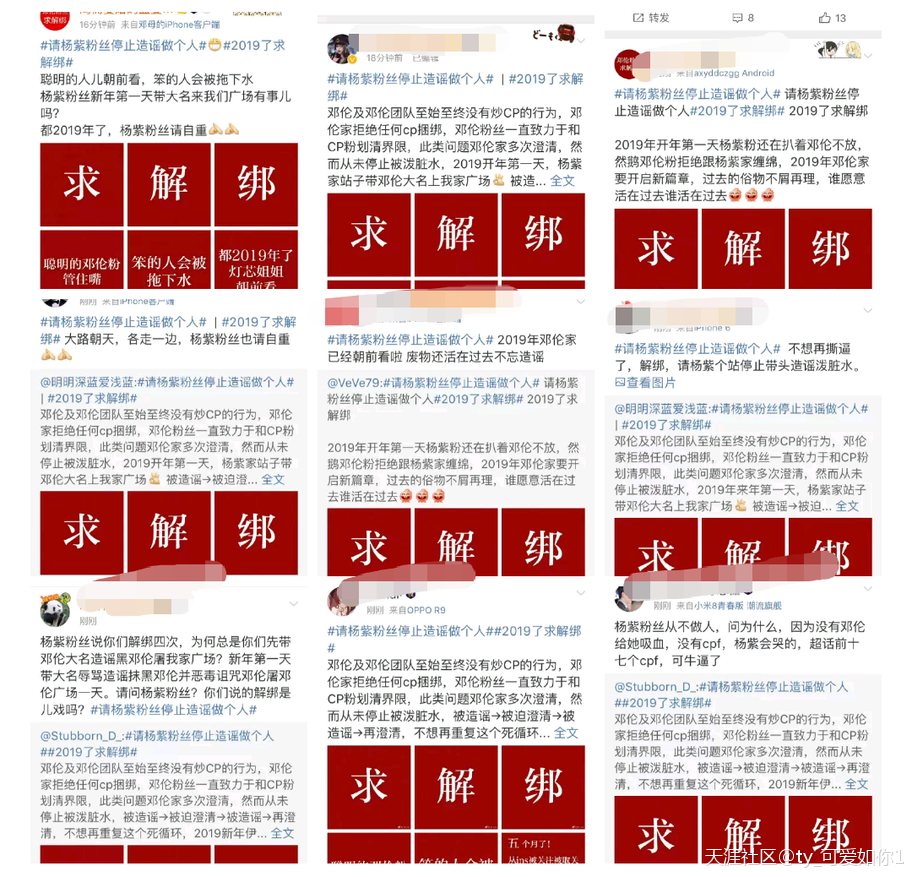 求解绑
16分钟前 来自邓母的iPhone客户端
#请杨紫粉丝停止造谣做个人# #2019了求
解绑#
聪明的人儿朝前看，笨的人会被拖下水
杨紫粉丝新年第一天带大名来我们广场有事儿
吗?
都2019年了，杨紫粉丝请自重
求 解 绑
聪明的邓伦粉
管住嘴
笨的人会被
拖下水
都2019年了
灯芯姐姐
朝前看
16分钟前 已编辑
#请杨紫粉丝停止造谣做个人# | #2019了求解
绑#
邓伦及邓伦团队至始至终没有炒CP的行为，邓
伦家拒绝任何CP捆绑，邓伦粉丝一直致力于和
CP粉划清界限，此类问题邓伦家多次澄清，然
而从未停止被泼脏水，2019开年第一天，杨紫
家站子带邓伦大名上我家广场 被造... 全文
求 解 绑
转发 8 13
来自axyddczgg Android
#请杨紫粉丝停止造谣做个人# 请杨紫粉丝停
止造谣做个人#2019了求解绑# 2019了求解绑
2019年开年第一天杨紫粉还在扒着邓伦不放，
然鹅邓伦粉拒绝跟杨紫家缠绵，2019年邓伦家
要开启新篇章，过去的俗物不屑再理，谁愿意
活在过去谁活在过去
求 解 绑
刚刚 来自iPhone客户端
#请杨紫粉丝停止造谣做个人# | #2019了求解
绑# 大路朝天，各走一边，杨紫粉丝也请自重
@明明深蓝爱浅蓝:#请杨紫粉丝停止造谣做个人#
| #2019了求解绑#
邓伦及邓伦团队至始至终没有炒CP的行为，邓伦
家拒绝任何cp捆绑，邓伦粉丝一直致力于和CP粉
划清界限，此类问题邓伦家多次澄清，然而从未
停止被泼脏水，2019开年第一天，杨紫家站子带
邓伦大名上我家广场 被造谣→被迫澄... 全文
求 解 绑
#请杨紫粉丝停止造谣做个人# 2019年邓伦家
已经朝前看啦 废物还活在过去不忘造谣
@VeVe79:#请杨紫粉丝停止造谣做个人# 请杨紫
粉丝停止造谣做个人#2019了求解绑# 2019了求
解绑
2019年开年第一天杨紫粉还在扒着邓伦不放，然
鹅邓伦粉拒绝跟杨紫家缠绵，2019年邓伦家要开
启新篇章，过去的俗物不屑再理，谁愿意活在过
去谁活在过去
求 解 绑
刚刚 来自iPhone 6
#请杨紫粉丝停止造谣做个人# 不想再撕逼
了，解绑，请杨紫个站停止带头造谣泼脏水。
查看图片
@明明深蓝爱浅蓝:#请杨紫粉丝停止造谣做个人#
| #2019了求解绑#
邓伦及邓伦团队至始至终没有炒CP的行为，邓伦
家拒绝任何cp捆绑，邓伦粉丝一直致力于和CP粉
划清界限，此类问题邓伦家多次澄清，然而从未
停止被泼脏水，2019年来年第一天，杨紫家站子
带邓伦大名上我家广场 被造谣→被迫... 全文
求 解 绑
刚刚
杨紫粉丝说你们解绑四次，为何总是你们先带
邓伦大名造谣黑邓伦屠我家广场？新年第一天
带大名辱骂造谣抹黑邓伦并恶毒诅咒邓伦屠邓
伦广场一天。请问杨紫粉丝？你们说的解绑是
儿戏吗？#请杨紫粉丝停止造谣做个人#
@Stubborn_D_:#请杨紫粉丝停止造谣做个人
##2019了求解绑#
邓伦及邓伦团队至始至终没有炒CP的行为，邓伦
家拒绝任何cp捆绑，邓伦粉丝一直致力于和CP粉
划清界限，此类问题邓伦家多次澄清，然而从未
停止被泼脏水，被造谣→被迫澄清→被造谣→再澄
清，不想再重复这个死循环，2019新年伊... 全文
刚刚 来自OPPO R9
#请杨紫粉丝停止造谣做个人##2019了求解绑
#
邓伦及邓伦团队至始至终没有炒CP的行为，邓
伦家拒绝任何cp捆绑，邓伦粉丝一直致力于和
CP粉划清界限，此类问题邓伦家多次澄清，然
而从未停止被泼脏水，被造谣→被迫澄清→被
造谣→再澄清，不想再重复这个死循环... 全文
求 解 绑
聪明的邓伦粉
笨的人会被
五 个月了！
从ins被关注被取关
刚刚 来自小米8青春版 潮流旗舰
杨紫粉丝从不做人，问为什么，因为没有邓伦
给她吸血，没有cpf，杨紫会哭的，超话前十
七个cpf，可牛逼了
@Stubborn_D_:#请杨紫粉丝停止造谣做个人
##2019了求解绑#
邓伦及邓伦团队至始至终没有炒CP的行为，邓伦
家拒绝任何cp捆绑，邓伦粉丝一直致力于和CP粉
划清界限，此类问题邓伦家多次澄清，然而从未
停止被泼脏水，被造谣→被迫澄清→被造谣→再澄
清，不想再重复这个死循环，2019新年伊... 全文
求 解 绑
天涯社区@ty_可爱如你1